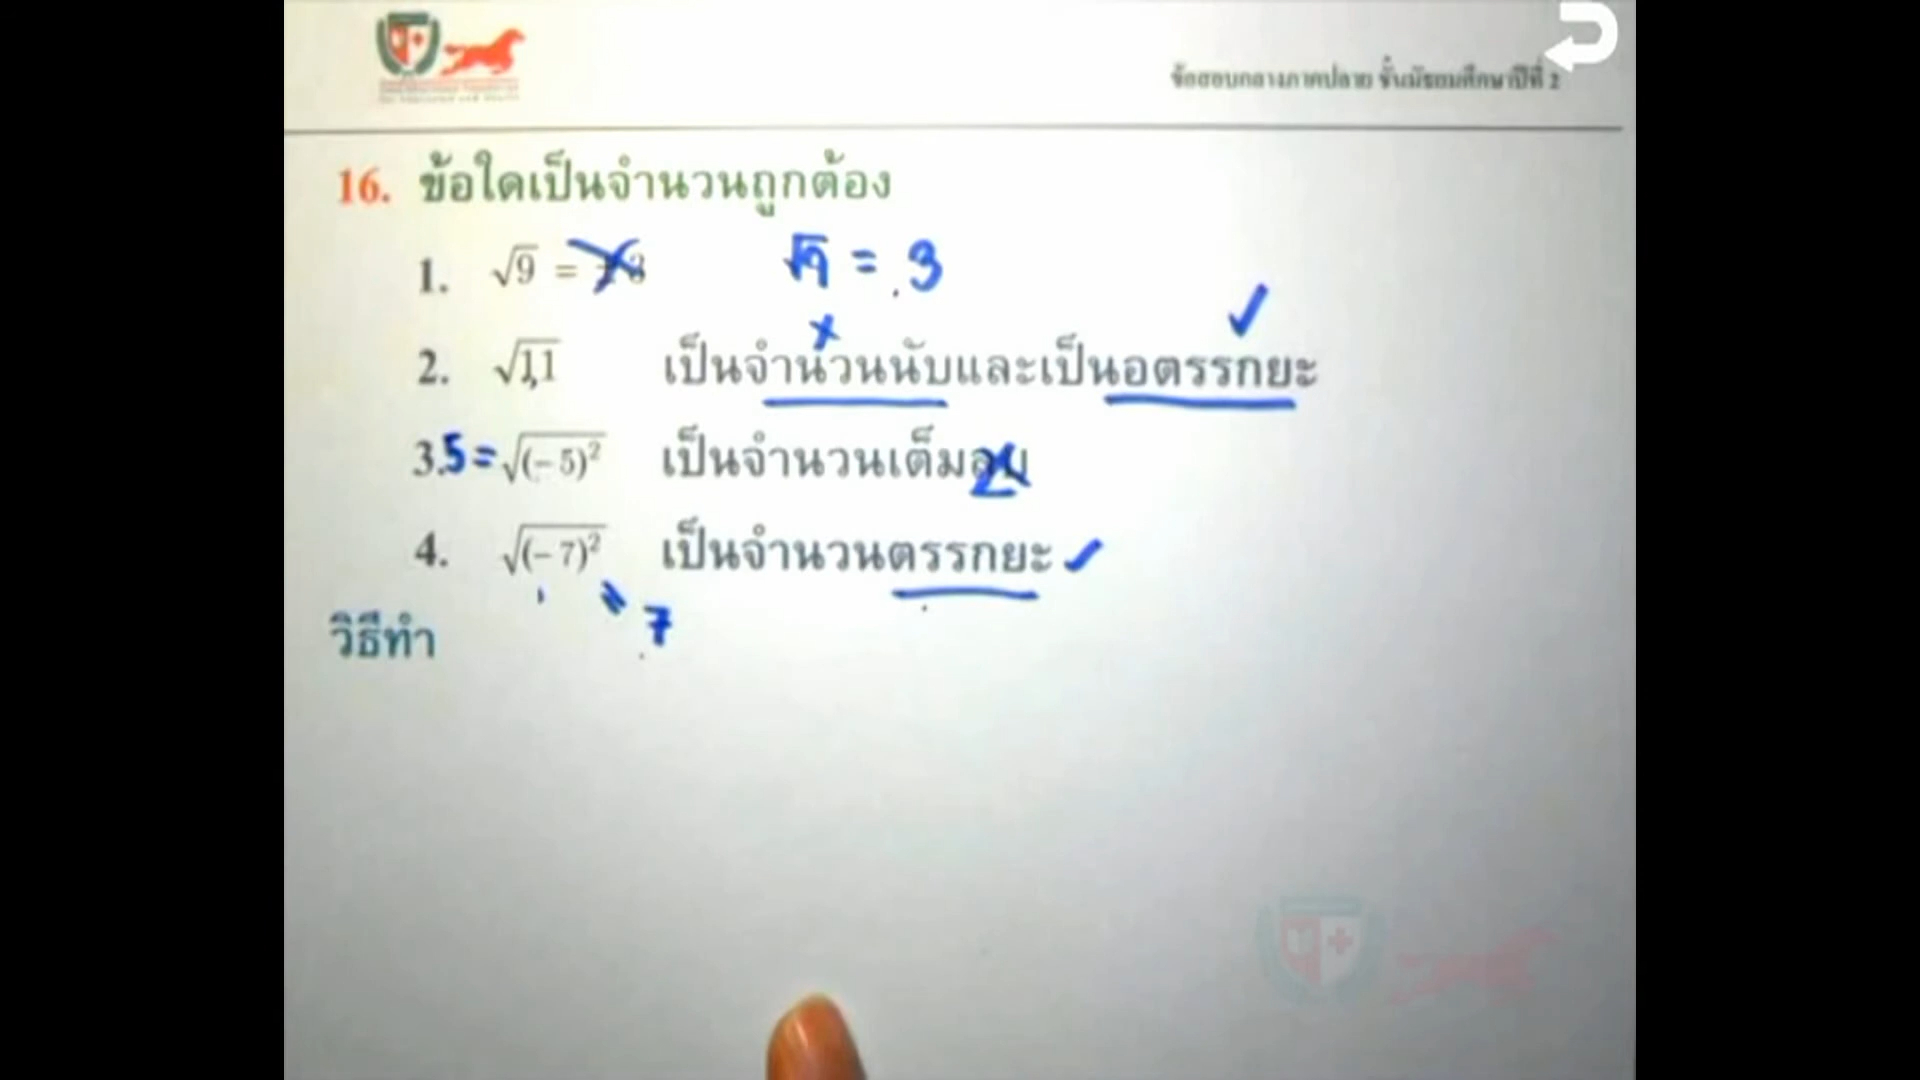 ข้อสอบกลางภาคปลาย ชั้นมัธยมศึกษาปีที่ 2
16. ข้อใดเป็นจำนวนถูกต้อง
1. √9 = ±3 √9 = 3
2. √11 เป็นจำนวนนับและเป็นอตรรกยะ
3. 5 = √(-5)² เป็นจำนวนเต็มลบ
4. √(-7)² เป็นจำนวนตรรกยะ
= 7
วิธีทำ